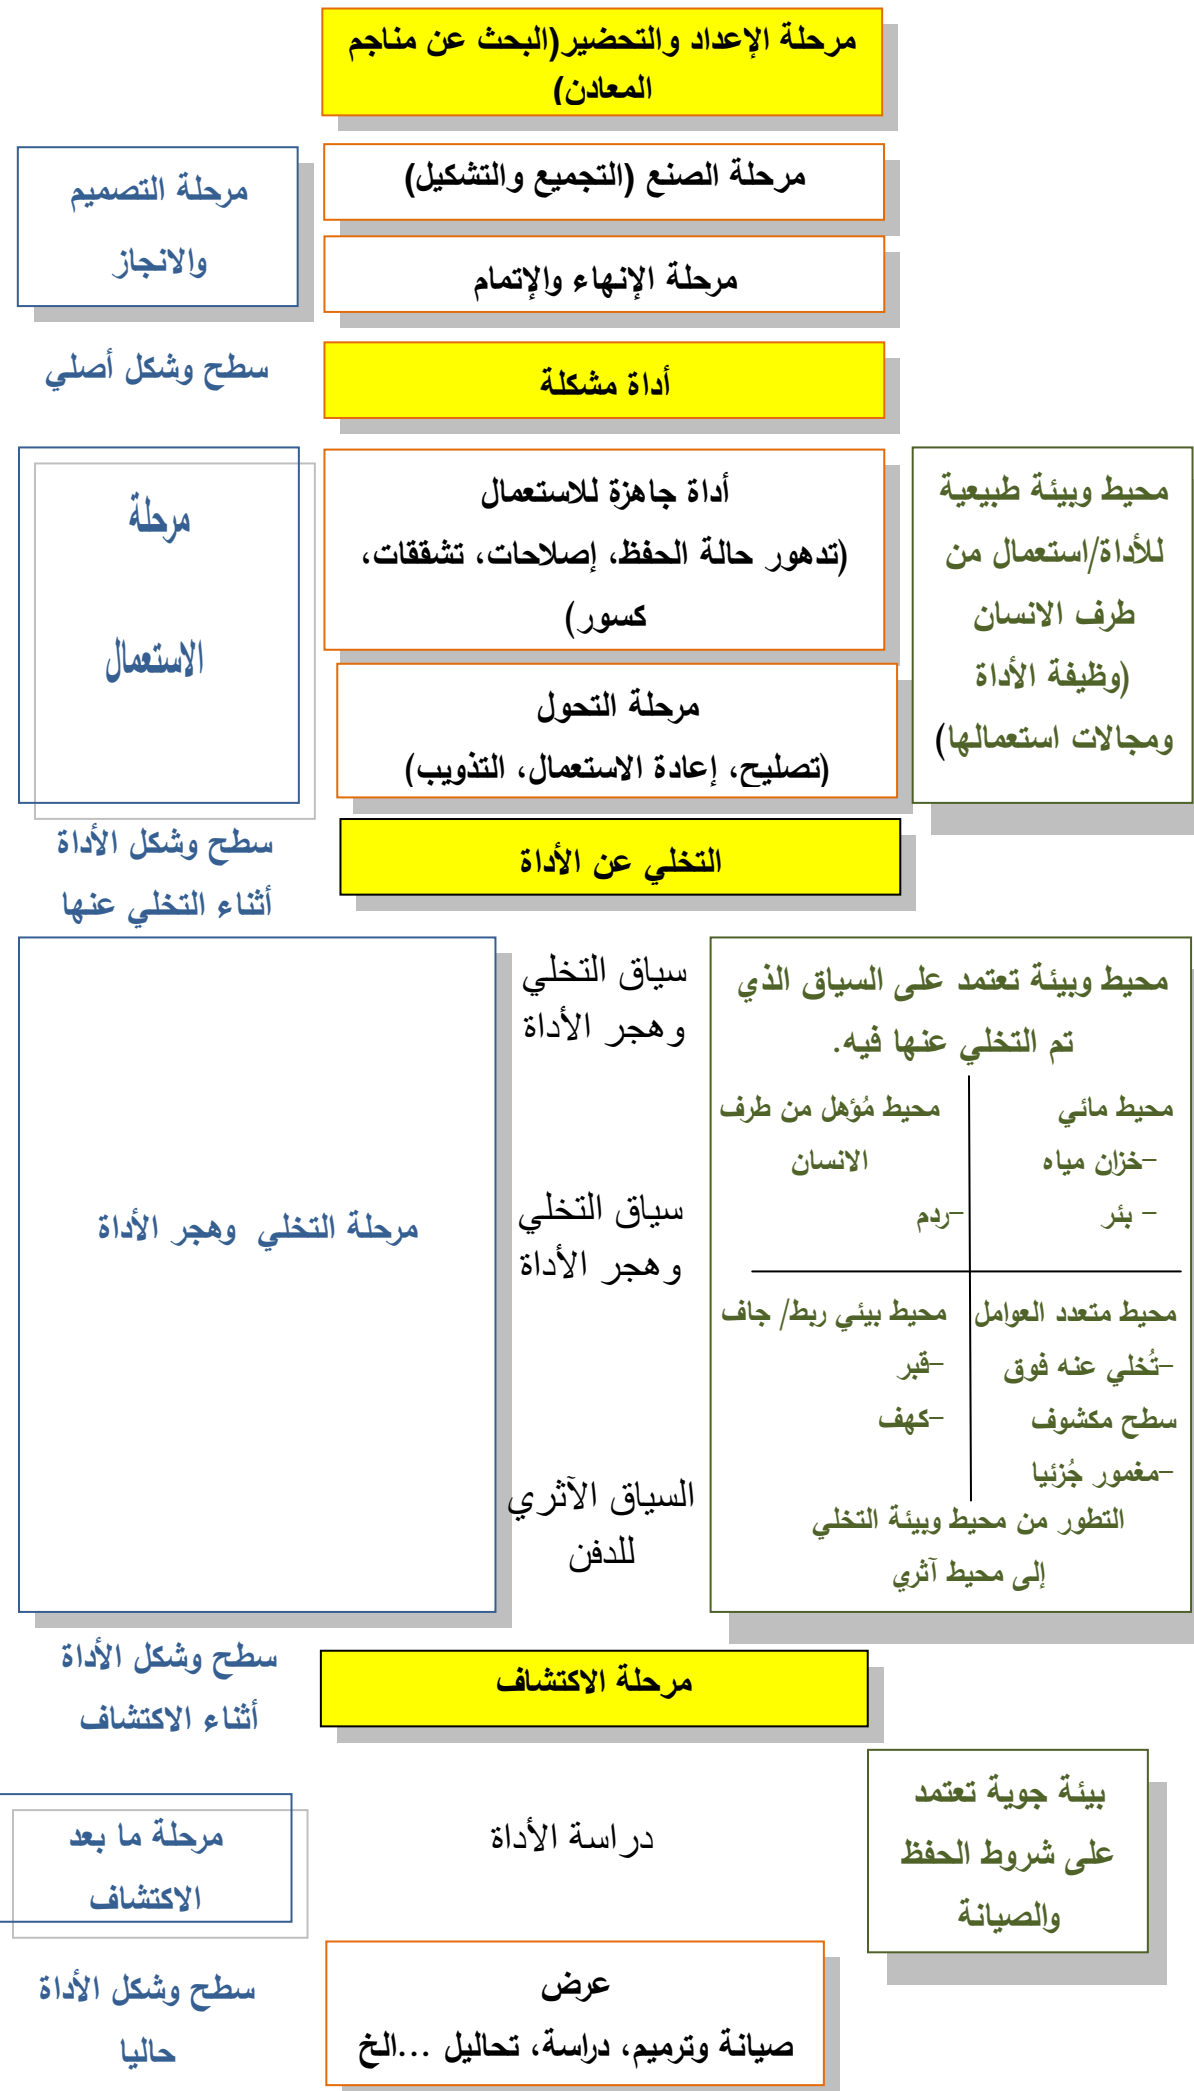 مرحلة الإعداد والتحضير(البحث عن مناجم
المعادن)
مرحلة الصنع (التجميع والتشكيل)
مرحلة التصميم
والانجاز
مرحلة الإنهاء والإتمام
سطح وشكل أصلي
أداة مشكلة
محيط وبيئة طبيعية
للأداة/استعمال من
طرف الانسان
(وظيفة الأداة
ومجالات استعمالها)
أداة جاهزة للاستعمال
(تدهور حالة الحفظ، إصلاحات، تشققات،
كسور)
مرحلة
الاستعمال
مرحلة التحول
(تصليح، إعادة الاستعمال، التذويب)
سطح وشكل الأداة
أثناء التخلي عنها
التخلي عن الأداة
محيط وبيئة تعتمد على السياق الذي
تم التخلي عنها فيه.
محيط مائي
-خزان مياه
- بئر
محيط مُؤهل من طرف
الانسان
-ردم
محيط متعدد العوامل
-تُخلي عنه فوق
سطح مكشوف
-مغمور جُزئيا
محيط بيئي ربط/ جاف
-قبر
-كهف
التطور من محيط وبيئة التخلي
إلى محيط آثري
سياق التخلي
وهجر الأداة
سياق التخلي
وهجر الأداة
السياق الآثري
للدفن
مرحلة التخلي وهجر الأداة
سطح وشكل الأداة
أثناء الاكتشاف
مرحلة الاكتشاف
بيئة جوية تعتمد
على شروط الحفظ
والصيانة
دراسة الأداة
مرحلة ما بعد
الاكتشاف
عرض
صيانة وترميم، دراسة، تحاليل ...الخ
سطح وشكل الأداة
حاليا